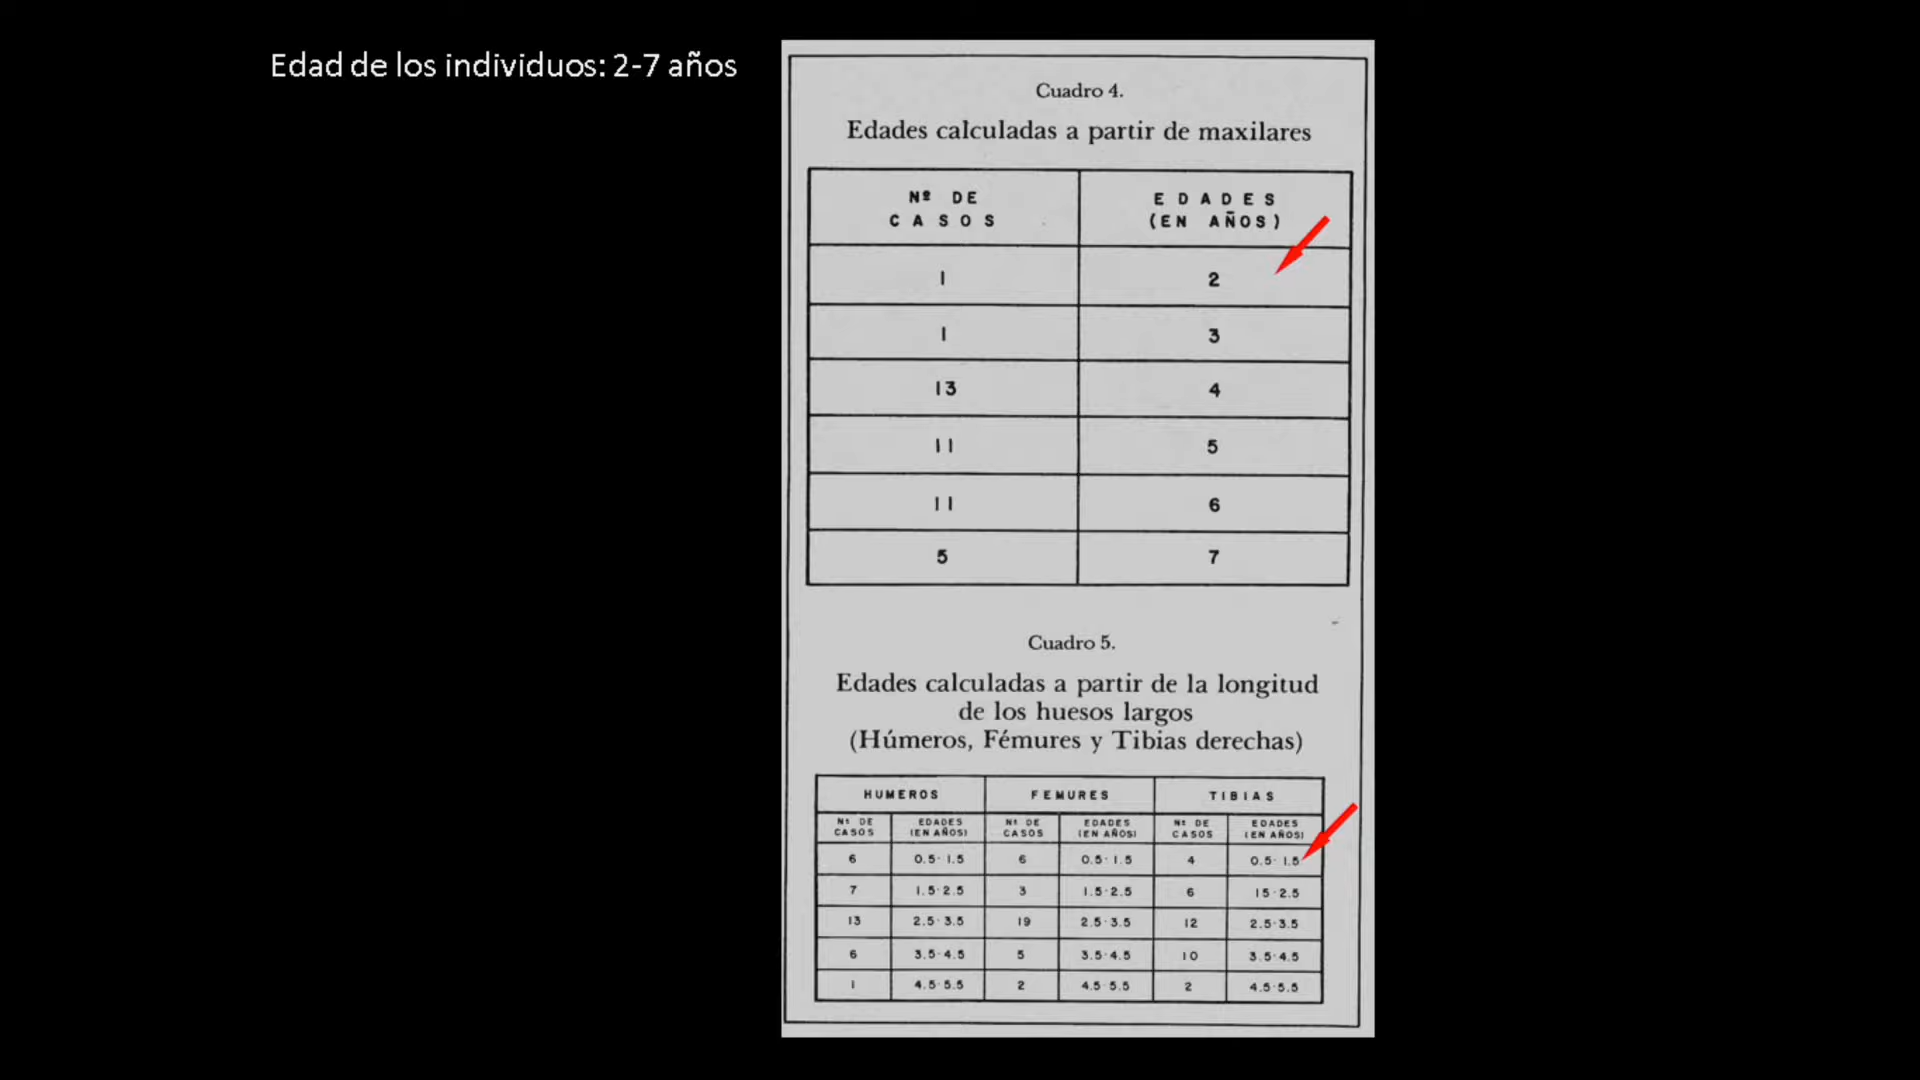 Edad de los individuos: 2-7 años
Cuadro 4.
Edades calculadas a partir de maxilares
Nº DE CASOS | EDADES (EN AÑOS)
1 | 2
1 | 3
13 | 4
11 | 5
11 | 6
5 | 7
Cuadro 5.
Edades calculadas a partir de la longitud
de los huesos largos
(Húmeros, Fémures y Tibias derechas)
HUMEROS | FEMURES | TIBIAS
Nº DE CASOS | EDADES (EN AÑOS) | Nº DE CASOS | EDADES (EN AÑOS) | Nº DE CASOS | EDADES (EN AÑOS)
6 | 0.5-1.5 | 6 | 0.5-1.5 | 4 | 0.5-1.5
7 | 1.5-2.5 | 3 | 1.5-2.5 | 6 | 15-2.5
13 | 2.5-3.5 | 19 | 2.5-3.5 | 12 | 2.5-3.5
6 | 3.5-4.5 | 5 | 3.5-4.5 | 10 | 3.5-4.5
1 | 4.5-5.5 | 2 | 4.5-5.5 | 2 | 4.5-5.5